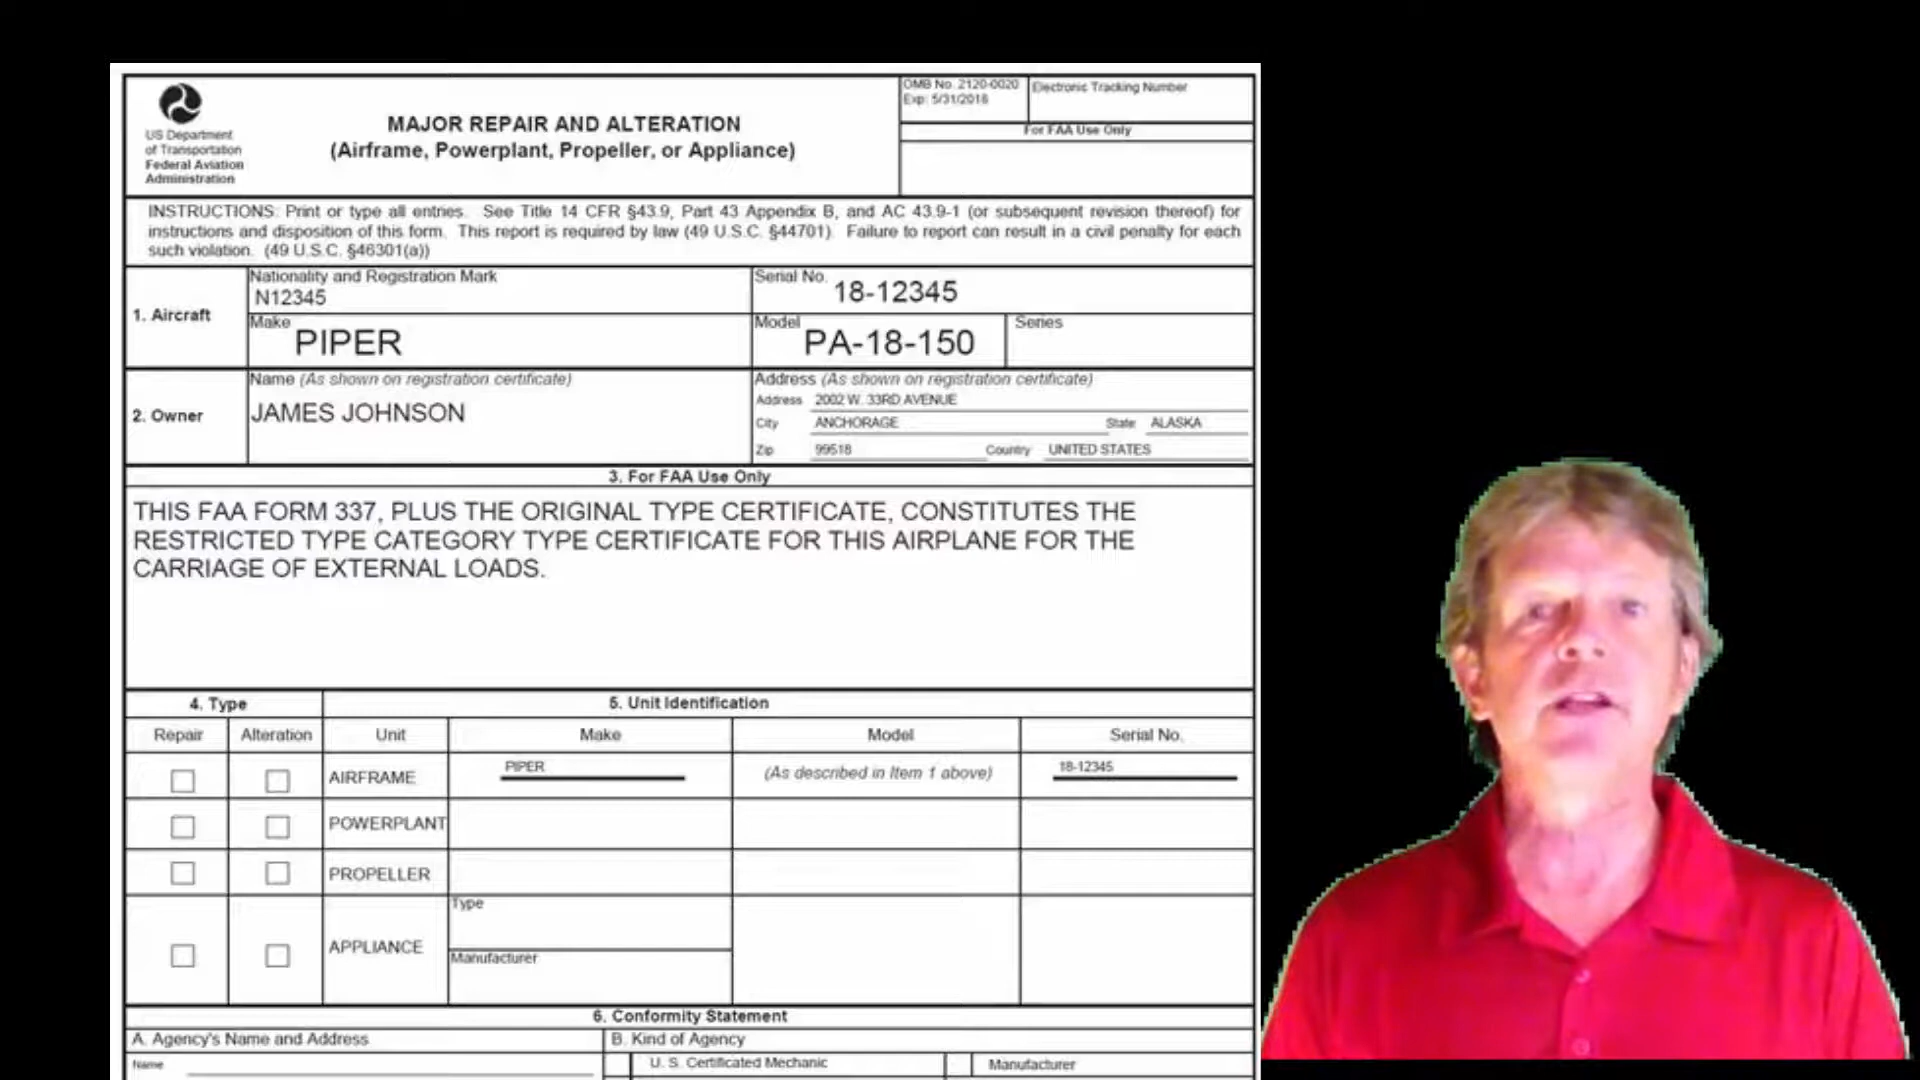 US Department
of Transportation
Federal Aviation
Administration
MAJOR REPAIR AND ALTERATION
(Airframe, Powerplant, Propeller, or Appliance)
OMB No. 2120-0020
Exp: 5/31/2018
Electronic Tracking Number
For FAA Use Only
INSTRUCTIONS: Print or type all entries. See Title 14 CFR §43.9, Part 43 Appendix B, and AC 43.9-1 (or subsequent revision thereof) for
instructions and disposition of this form. This report is required by law (49 U.S.C. §44701). Failure to report can result in a civil penalty for each
such violation. (49 U.S.C. §46301(a))
1. Aircraft
Nationality and Registration Mark
N12345
Serial No.
18-12345
Make
PIPER
Model
PA-18-150
Series
2. Owner
Name (As shown on registration certificate)
JAMES JOHNSON
Address (As shown on registration certificate)
Address 2002 W. 33RD AVENUE
City ANCHORAGE State ALASKA
Zip 99518 Country UNITED STATES
3. For FAA Use Only
THIS FAA FORM 337, PLUS THE ORIGINAL TYPE CERTIFICATE, CONSTITUTES THE
RESTRICTED TYPE CATEGORY TYPE CERTIFICATE FOR THIS AIRPLANE FOR THE
CARRIAGE OF EXTERNAL LOADS.
4. Type
5. Unit Identification
Repair Alteration Unit Make Model Serial No.
AIRFRAME PIPER (As described in Item 1 above) 18-12345
POWERPLANT
PROPELLER
APPLIANCE
Type
Manufacturer
6. Conformity Statement
A. Agency's Name and Address
B. Kind of Agency
Name
U. S. Certificated Mechanic
Manufacturer